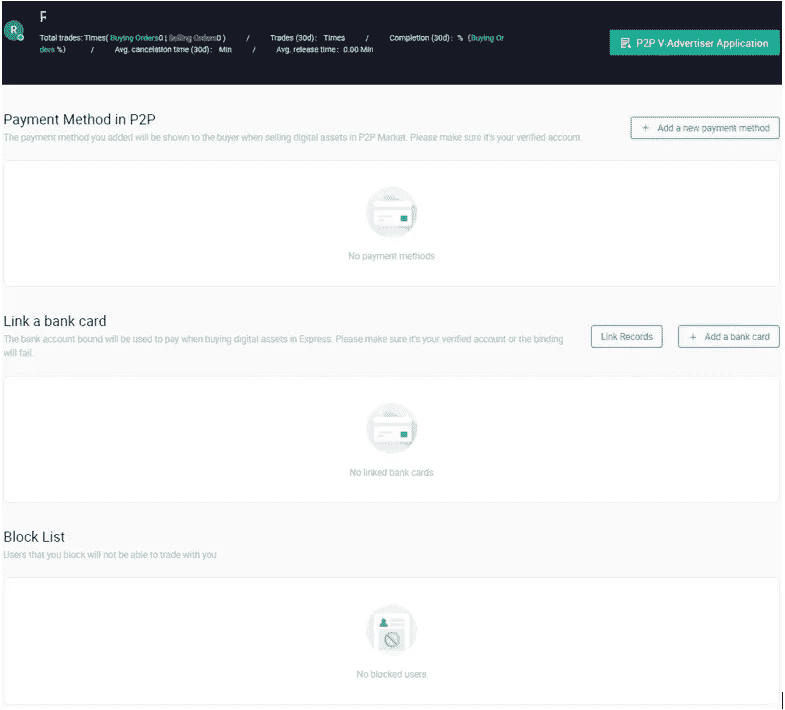 R
R
Total trades: Times( Buying Orders0 | Selling Orders0 ) / Trades (30d): Times / Completion (30d): % (Buying Or
ders %) / Avg. cancelation time (30d): Min / Avg. release time: 0.00 Min
P2P V-Advertiser Application
Payment Method in P2P
The payment method you added will be shown to the buyer when selling digital assets in P2P Market. Please make sure it's your verified account.
+ Add a new payment method
No payment methods
Link a bank card
The bank account bound will be used to pay when buying digital assets in Express. Please make sure it's your verified account or the binding
will fail.
Link Records
+ Add a bank card
No linked bank cards
Block List
Users that you block will not be able to trade with you
No blocked users